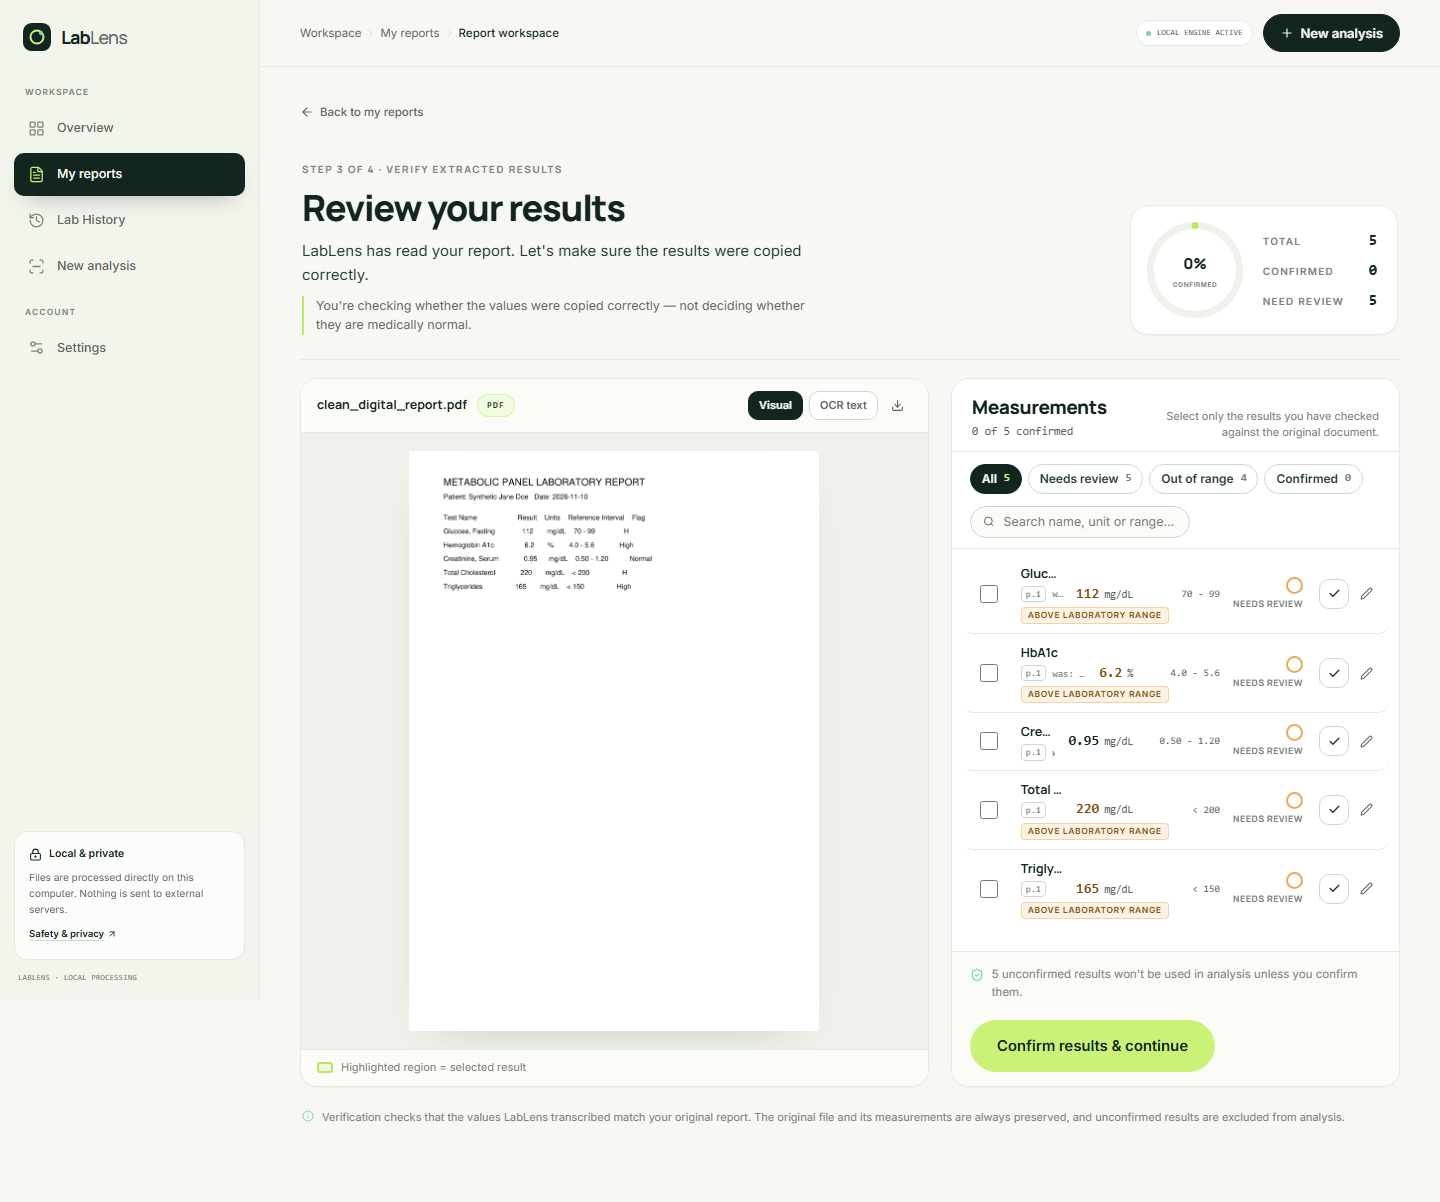 LabLens
WORKSPACE
Overview
My reports
Lab History
New analysis
ACCOUNT
Settings
Local & private
Files are processed directly on this
computer. Nothing is sent to external
servers.
Safety & privacy
LABLENS · LOCAL PROCESSING
Workspace › My reports › Report workspace
LOCAL ENGINE ACTIVE
+ New analysis
← Back to my reports
STEP 3 OF 4 · VERIFY EXTRACTED RESULTS
Review your results
LabLens has read your report. Let's make sure the results were copied
correctly.
You're checking whether the values were copied correctly — not deciding whether
they are medically normal.
0%
CONFIRMED
TOTAL 5
CONFIRMED 0
NEED REVIEW 5
clean_digital_report.pdf PDF Visual OCR text
METABOLIC PANEL LABORATORY REPORT
Patient: Synthetic Jane Doe Date: 2026-11-10
Test Name Result Units Reference Interval Flag
Glucose, Fasting 112 mg/dL 70 - 99 H
Hemoglobin A1c 6.2 % 4.0 - 5.6 High
Creatinine, Serum 0.95 mg/dL 0.50 - 1.20 Normal
Total Cholesterol 220 mg/dL < 200 H
Triglycerides 165 mg/dL < 150 High
Highlighted region = selected result
Measurements
0 of 5 confirmed
Select only the results you have checked
against the original document.
All 5 Needs review 5 Out of range 4 Confirmed 0
Search name, unit or range...
Gluc...
p.1 w... 112 mg/dL 70 - 99 NEEDS REVIEW
ABOVE LABORATORY RANGE
HbA1c
p.1 was: ... 6.2 % 4.0 - 5.6 NEEDS REVIEW
ABOVE LABORATORY RANGE
Cre...
p.1 0.95 mg/dL 0.50 - 1.20 NEEDS REVIEW
Total ...
p.1 220 mg/dL < 200 NEEDS REVIEW
ABOVE LABORATORY RANGE
Trigly...
p.1 165 mg/dL < 150 NEEDS REVIEW
ABOVE LABORATORY RANGE
5 unconfirmed results won't be used in analysis unless you confirm
them.
Confirm results & continue
Verification checks that the values LabLens transcribed match your original report. The original file and its measurements are always preserved, and unconfirmed results are excluded from analysis.